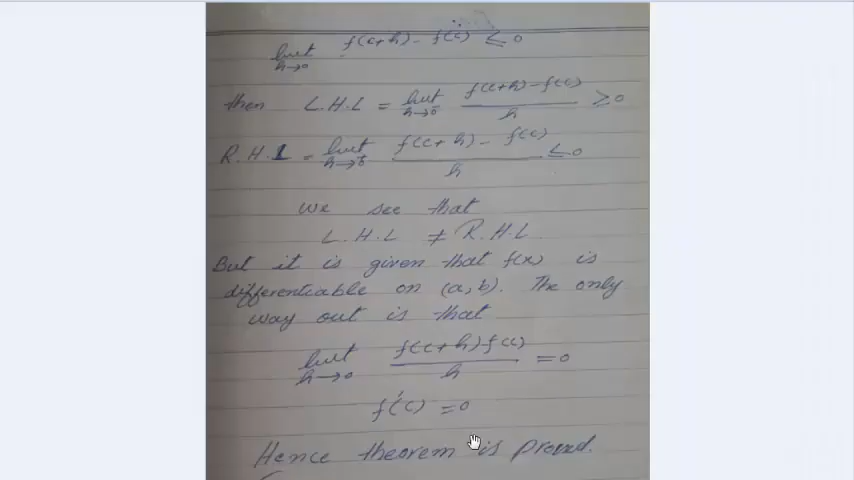 lim h→0 f(c+h) - f(c) ≤ 0
then L.H.L = lim h→0⁻ f(c+h)-f(c) / h ≥ 0
R.H.L = lim h→0⁺ f(c+h) - f(c) / h ≤ 0
we see that
L.H.L ≠ R.H.L
But it is given that f(x) is
differentiable on (a,b). The only
way out is that
lim h→0 f(c+h)-f(c) / h = 0
f'(c) = 0
Hence theorem is proved.